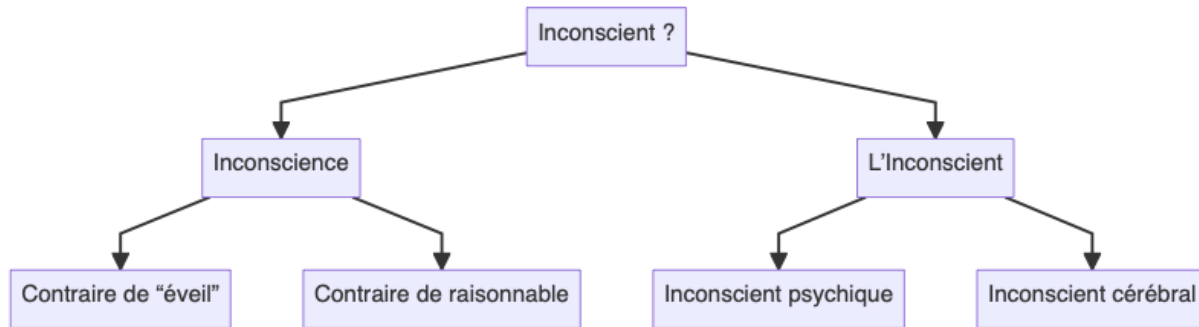 Inconscient ?
Inconscience
L’Inconscient
Contraire de “éveil”
Contraire de raisonnable
Inconscient psychique
Inconscient cérébral